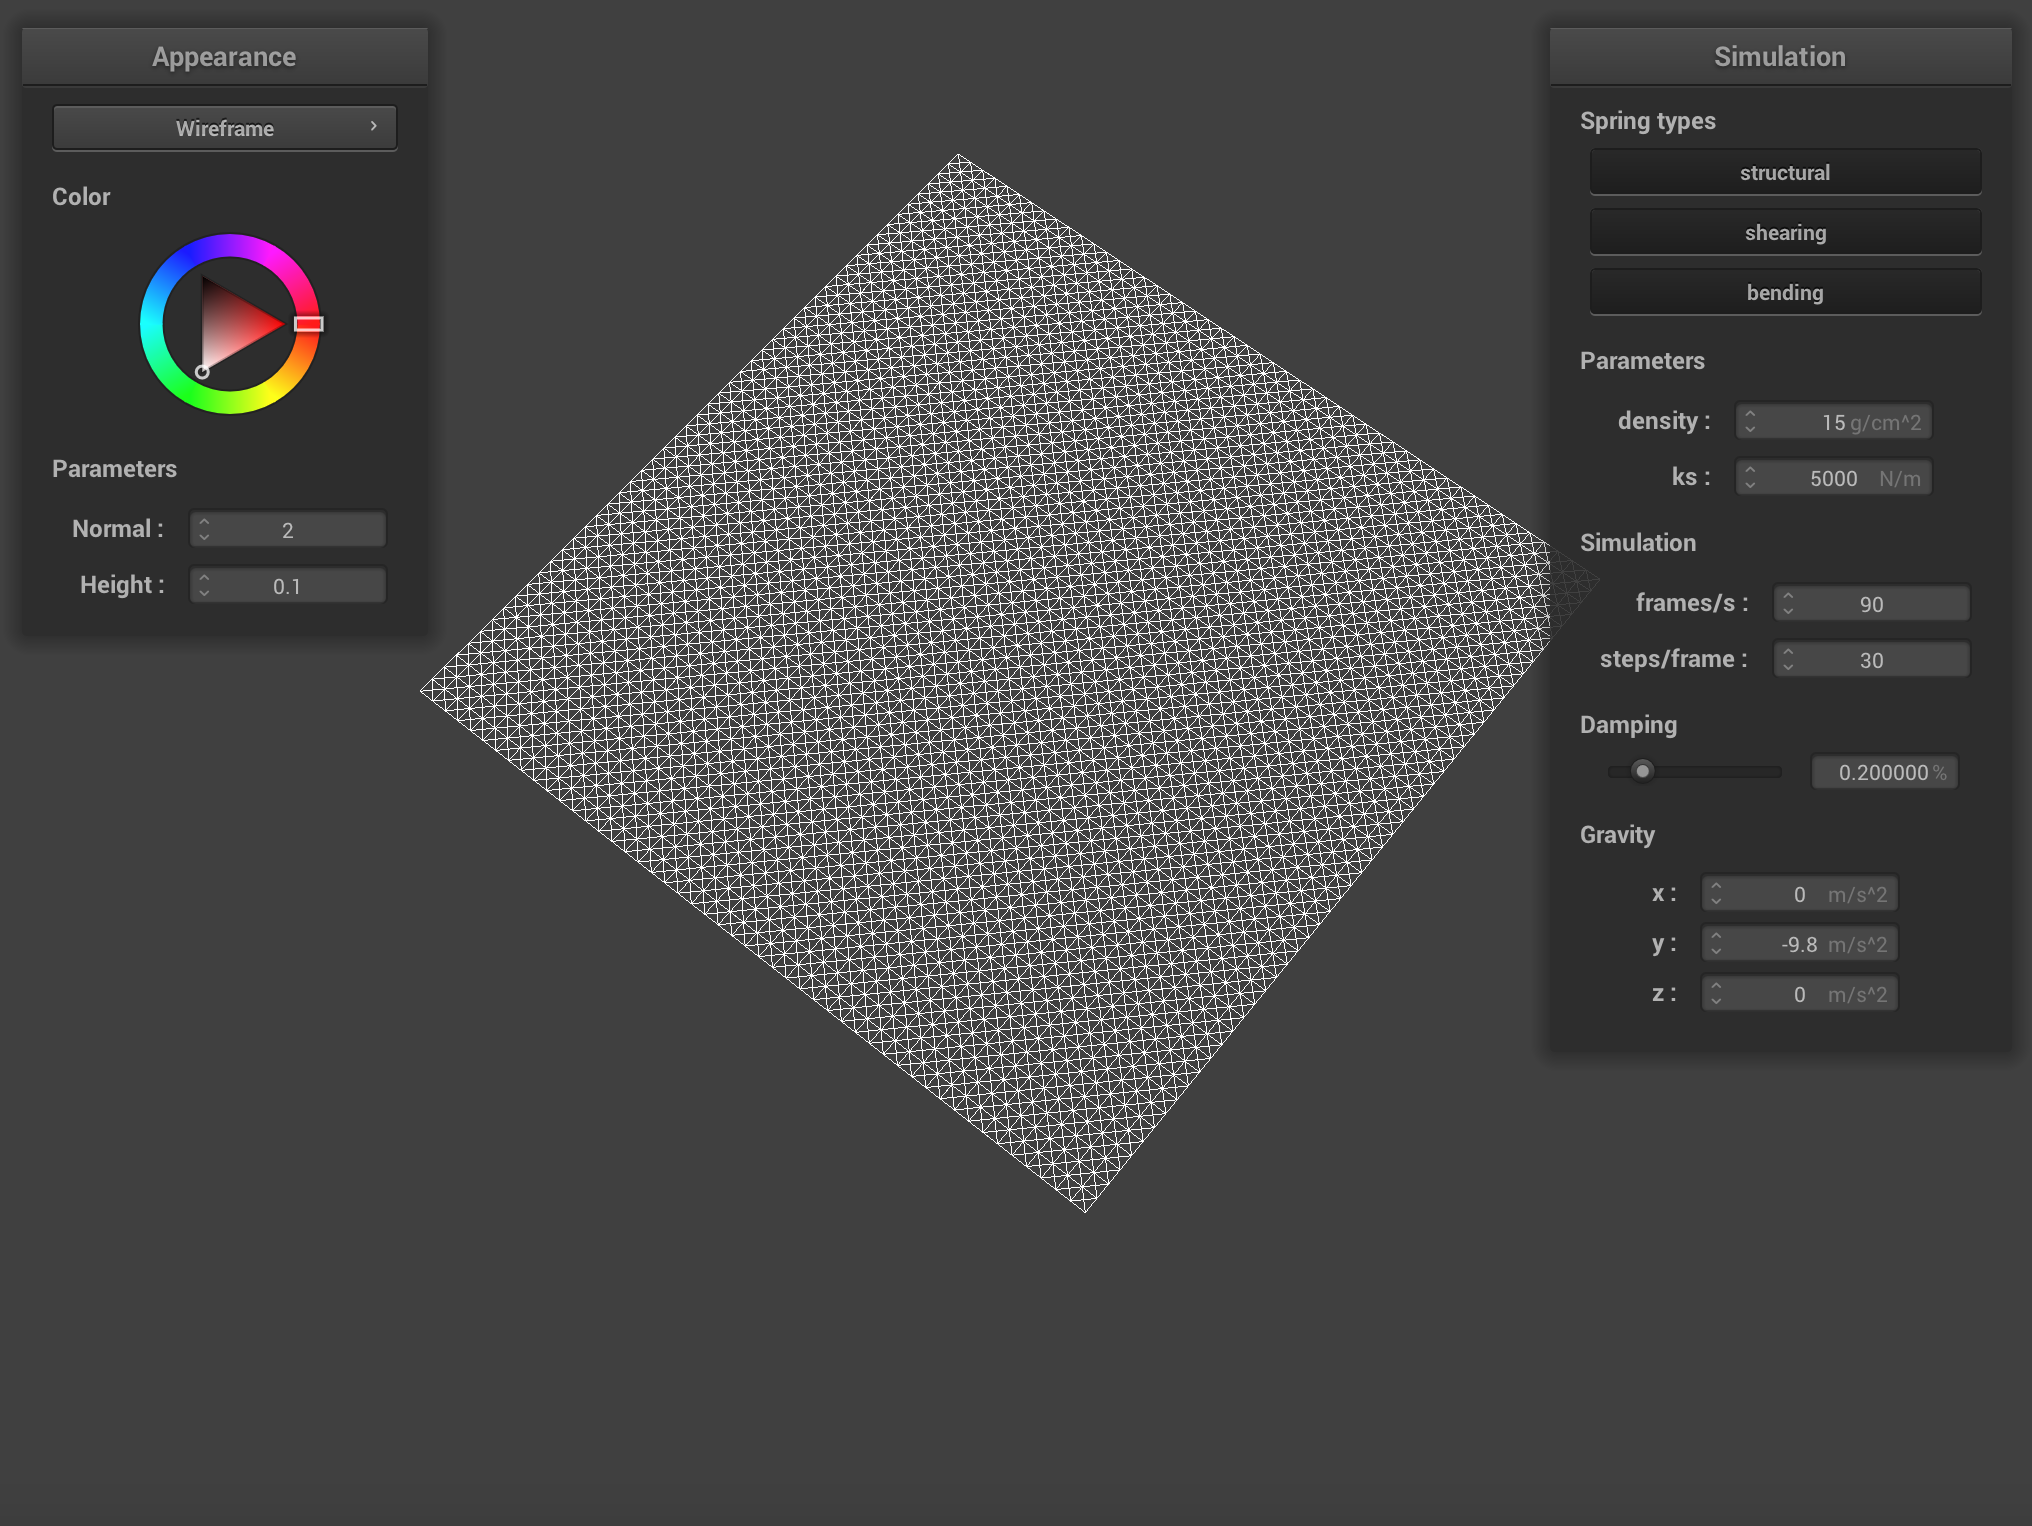 Appearance
Wireframe ›
Color
Parameters
Normal : 2
Height : 0.1
Simulation
Spring types
structural
shearing
bending
Parameters
density : 15 g/cm^2
ks : 5000 N/m
Simulation
frames/s : 90
steps/frame : 30
Damping
0.200000 %
Gravity
x : 0 m/s^2
y : -9.8 m/s^2
z : 0 m/s^2